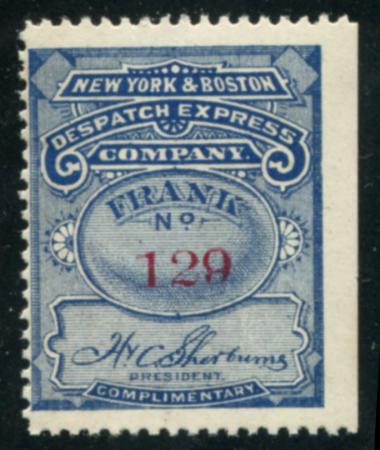 NEW YORK & BOSTON
DESPATCH EXPRESS
COMPANY.
FRANK
No.
129
H. C. Sherburne
PRESIDENT.
COMPLIMENTARY.